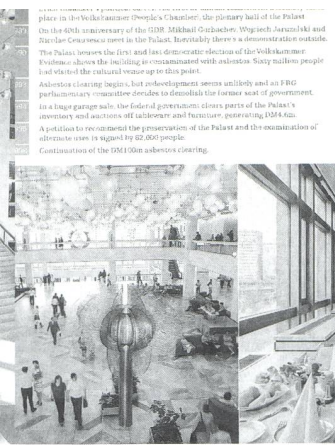 place in the Volkskammer (People's Chamber), the plenary hall of the Palast
On the 40th anniversary of the GDR, Mikhail Gorbachev, Wojciech Jaruzelski and
Nicolae Ceausescu meet in the Palast. Inevitably there's a demonstration outside.
The Palast houses the first and last democratic election of the Volkskammer.
Evidence shows the building is contaminated with asbestos. Sixty million people
had visited the cultural venue up to this point.
Asbestos clearing begins, but redevelopment seems unlikely and an FRG
parliamentary committee decides to demolish the former seat of government.
In a huge garage sale, the federal government clears parts of the Palast's
inventory and auctions off tableware and furniture, generating DM4.6m.
A petition to recommend the preservation of the Palast and the examination of
alternate uses is signed by 62,000 people.
Continuation of the DM100m asbestos clearing.